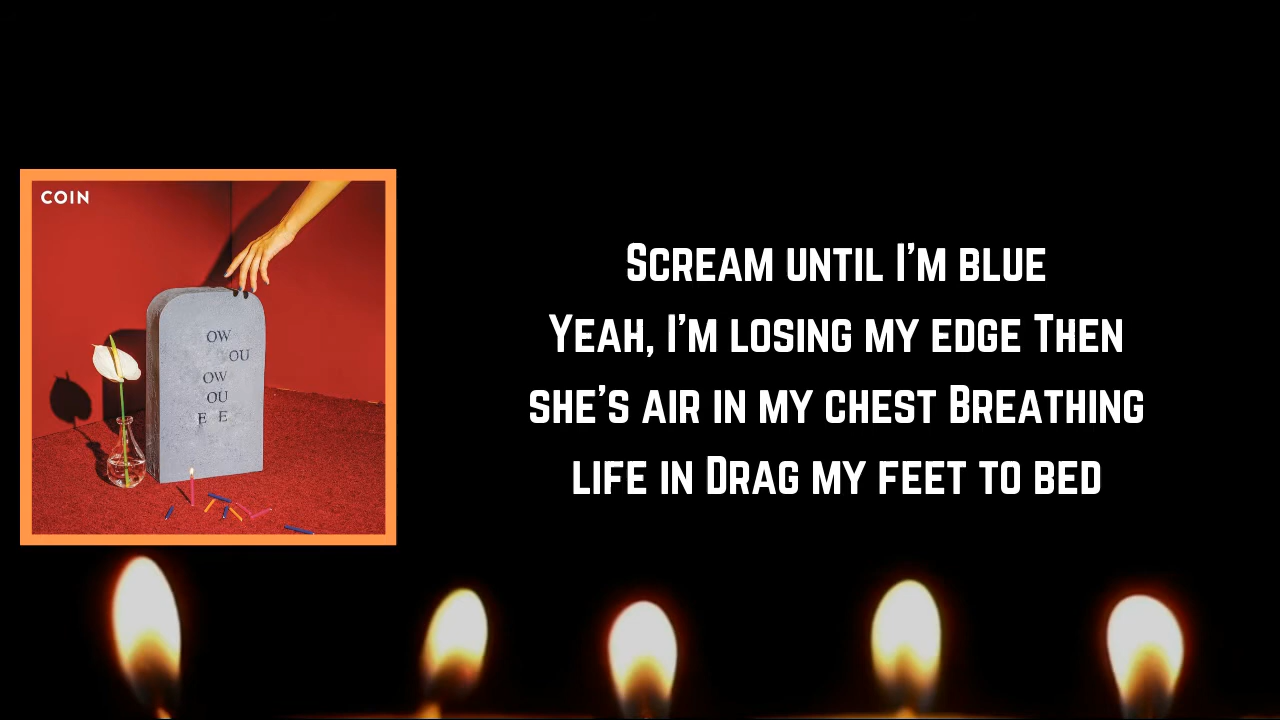 COIN
OW
OU
OW
OU
E E
Scream until I'm blue
Yeah, I'm losing my edge Then
she's air in my chest Breathing
life in Drag my feet to bed